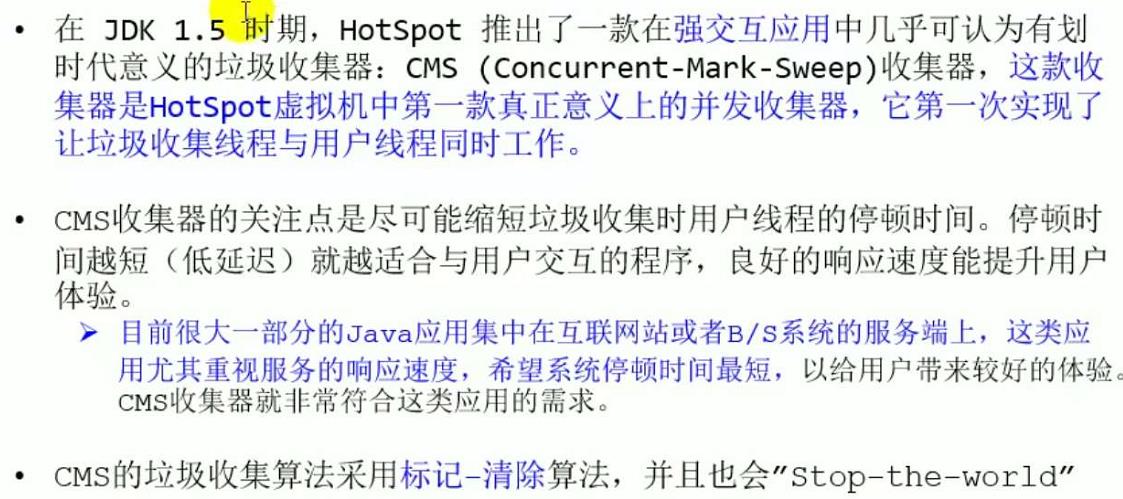 • 在 JDK 1.5 时期，HotSpot 推出了一款在强交互应用中几乎可认为有划
时代意义的垃圾收集器：CMS (Concurrent-Mark-Sweep)收集器，这款收
集器是HotSpot虚拟机中第一款真正意义上的并发收集器，它第一次实现了
让垃圾收集线程与用户线程同时工作。
• CMS收集器的关注点是尽可能缩短垃圾收集时用户线程的停顿时间。停顿时
间越短（低延迟）就越适合与用户交互的程序，良好的响应速度能提升用户
体验。
➢ 目前很大一部分的Java应用集中在互联网站或者B/S系统的服务端上，这类应
用尤其重视服务的响应速度，希望系统停顿时间最短，以给用户带来较好的体验。
CMS收集器就非常符合这类应用的需求。
• CMS的垃圾收集算法采用标记-清除算法，并且也会"Stop-the-world"